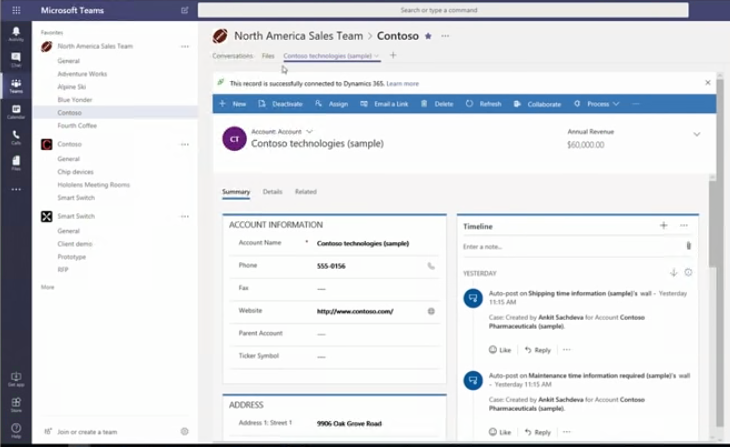 Microsoft Teams
Search or type a command
Activity
Chat
Teams
Calendar
Calls
Files
Get app
Store
Help
Favorites
North America Sales Team
General
Adventure Works
Alpine Ski
Blue Yonder
Contoso
Fourth Coffee
Contoso
General
Chip devices
Hololens Meeting Rooms
Smart Switch
Smart Switch
General
Client demo
Prototype
RFP
More
Join or create a team
North America Sales Team > Contoso
Conversations Files Contoso technologies (sample)
This record is successfully connected to Dynamics 365. Learn more
New Deactivate Assign Email a Link Delete Refresh Collaborate Process
CT
Account: Account
Contoso technologies (sample)
Annual Revenue
$60,000.00
Summary Details Related
ACCOUNT INFORMATION
Account Name * Contoso technologies (sample)
Phone 555-0156
Fax ---
Website http://www.contoso.com/
Parent Account ---
Ticker Symbol ---
ADDRESS
Address 1: Street 1 9906 Oak Grove Road
Timeline
Enter a note...
YESTERDAY
Auto-post on Shipping time information (sample)'s wall - Yesterday
11:15 AM
Case: Created by Ankit Sachdeva for Account Contoso
Pharmaceuticals (sample).
Like Reply
Auto-post on Maintenance time information required (sample)'s wall
- Yesterday 11:15 AM
Case: Created by Ankit Sachdeva for Account Contoso
Pharmaceuticals (sample).
Like Reply